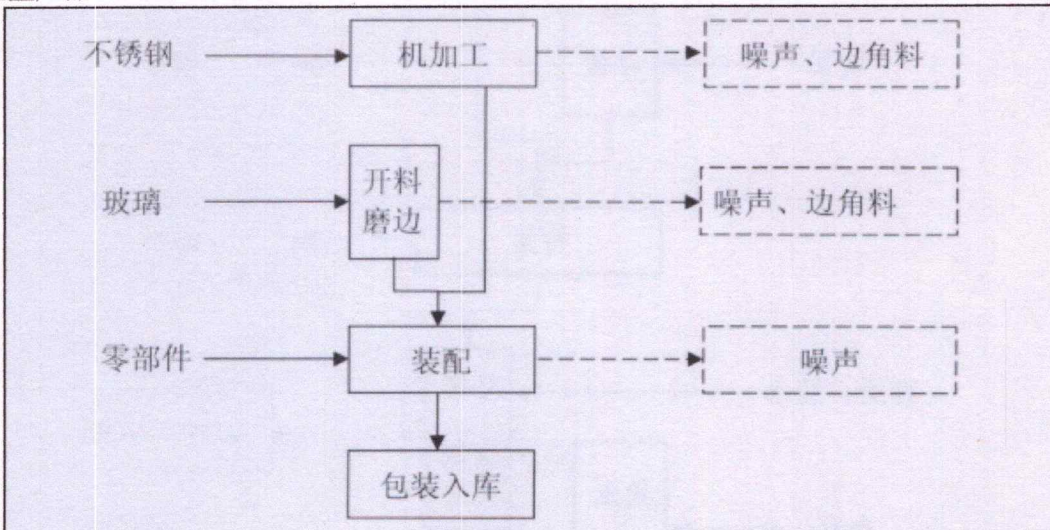 不锈钢 机加工 噪声、边角料
玻璃 开料 噪声、边角料
磨边
零部件 装配 噪声
包装入库